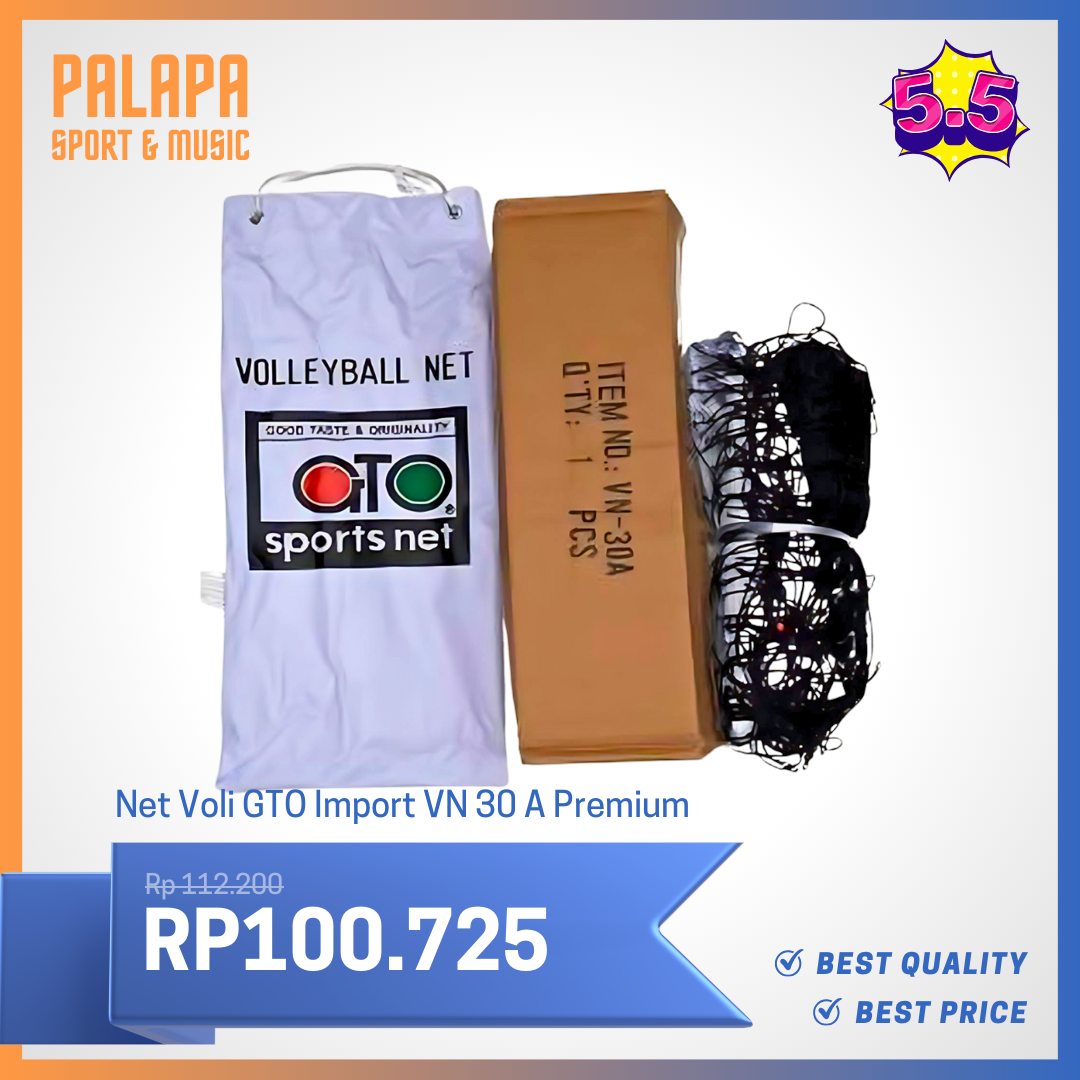 PALAPA
SPORT & MUSIC
5.5
VOLLEYBALL NET
GOOD TASTE & ORIGINALITY
GTO
sports net
ITEM NO.: VN-30A
Q'TY: 1 PCS
Net Voli GTO Import VN 30 A Premium
Rp 112.200
RP100.725
BEST QUALITY
BEST PRICE